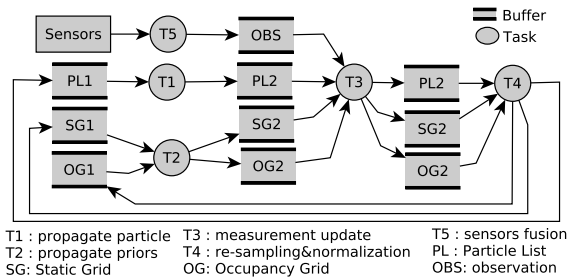 Buffer
Task
Sensors T5 OBS
PL1 T1 PL2 T3 PL2 T4
SG1 SG2 SG2
OG1 T2 OG2 OG2
T1 : propagate particle T3 : measurement update T5 : sensors fusion
T2 : propagate priors T4 : re-sampling&normalization PL : Particle List
SG: Static Grid OG: Occupancy Grid OBS: observation